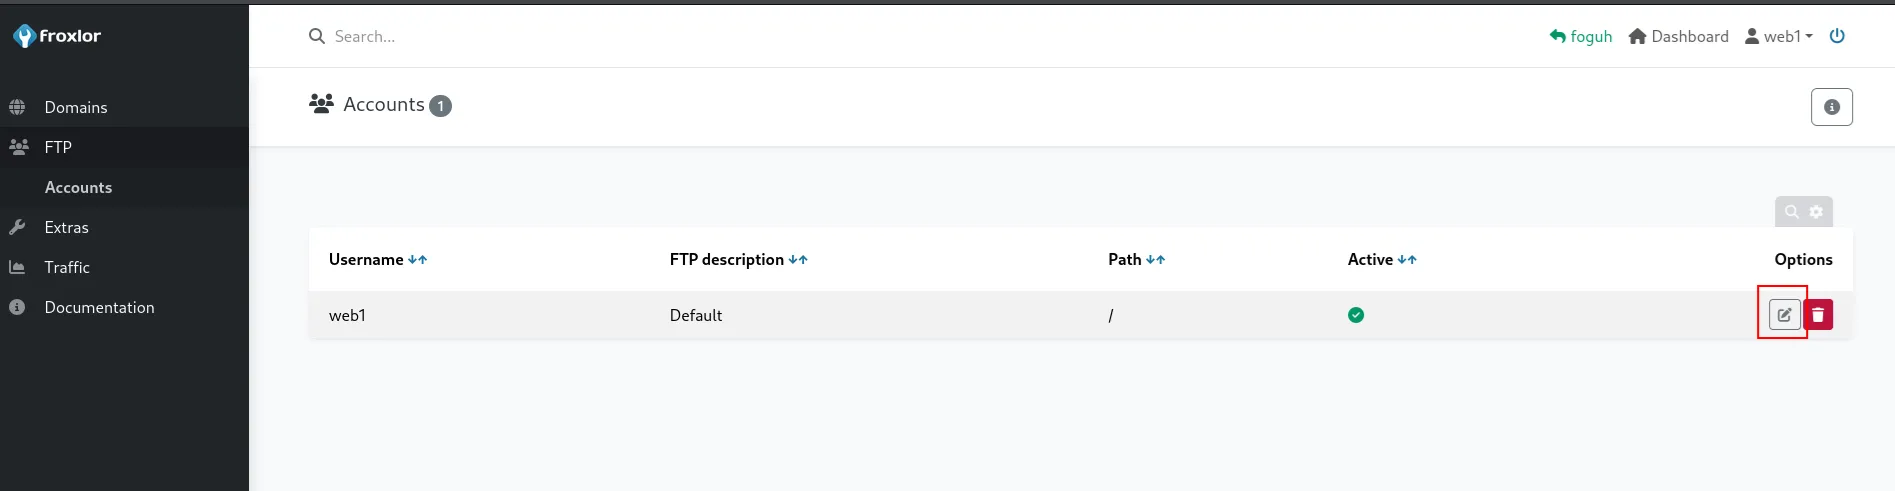 froxlor
Search...
foguh Dashboard web1
Domains
FTP
Accounts
Extras
Traffic
Documentation
Accounts 1
Username FTP description Path Active Options
web1 Default /